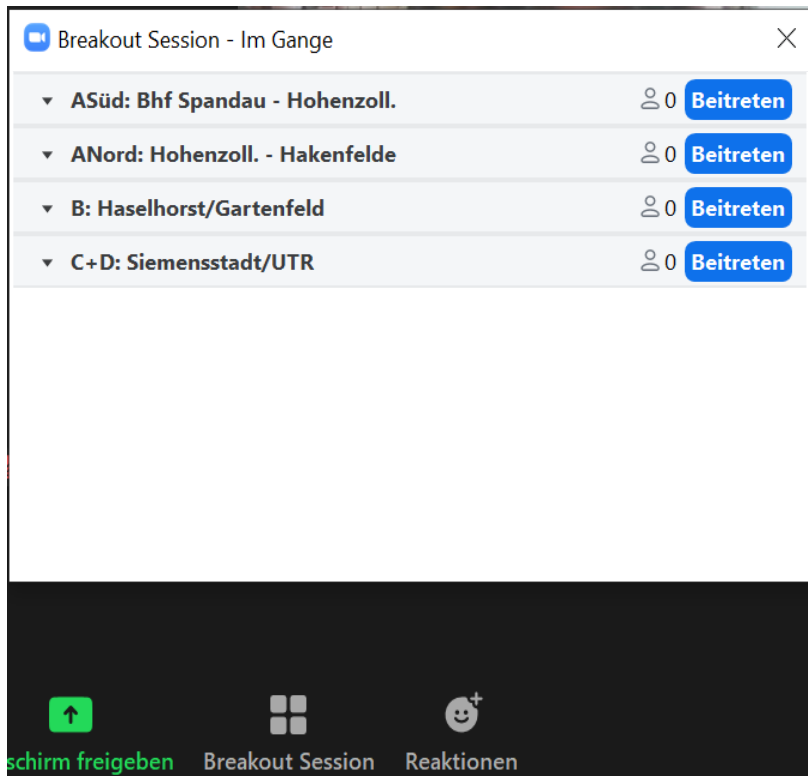 Breakout Session - Im Gange
ASüd: Bhf Spandau - Hohenzoll. 0 Beitreten
ANord: Hohenzoll. - Hakenfelde 0 Beitreten
B: Haselhorst/Gartenfeld 0 Beitreten
C+D: Siemensstadt/UTR 0 Beitreten
schirm freigeben Breakout Session Reaktionen